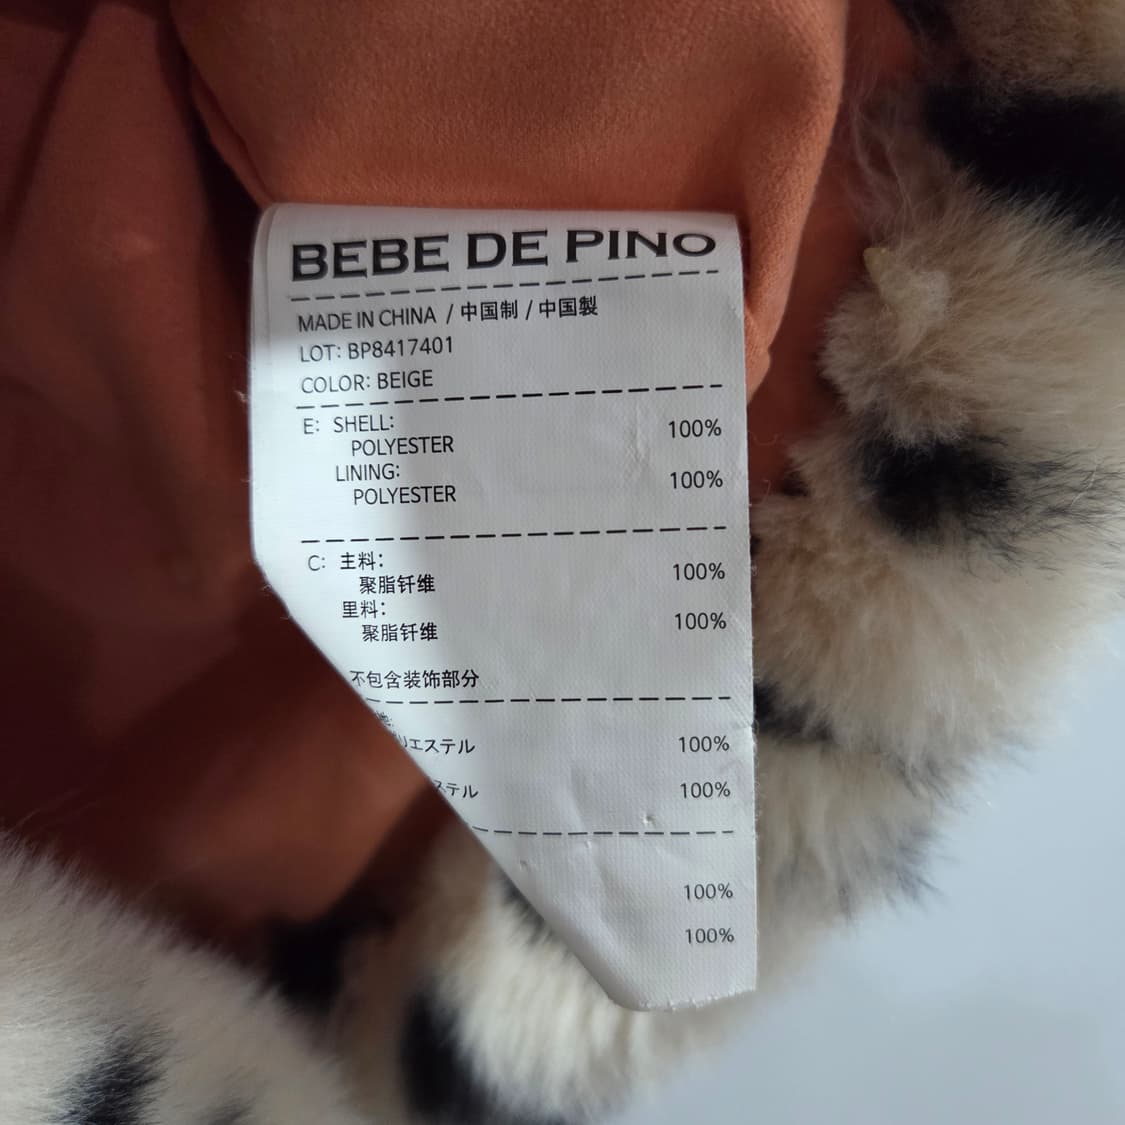 BEBE DE PINO
MADE IN CHINA / 中国制 / 中国製
LOT: BP8417401
COLOR: BEIGE
E: SHELL:
POLYESTER 100%
LINING:
POLYESTER 100%
C: 主料:
聚脂钎维 100%
里料:
聚脂钎维 100%
不包含装饰部分
リエステル 100%
ステル 100%
100%
100%